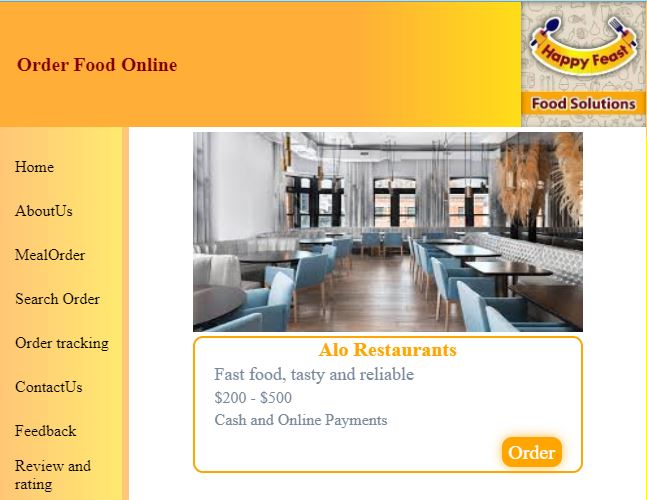 Order Food Online
Happy Feast
Food Solutions
Home
AboutUs
MealOrder
Search Order
Order tracking
ContactUs
Feedback
Review and
rating
Alo Restaurants
Fast food, tasty and reliable
$200 - $500
Cash and Online Payments
Order